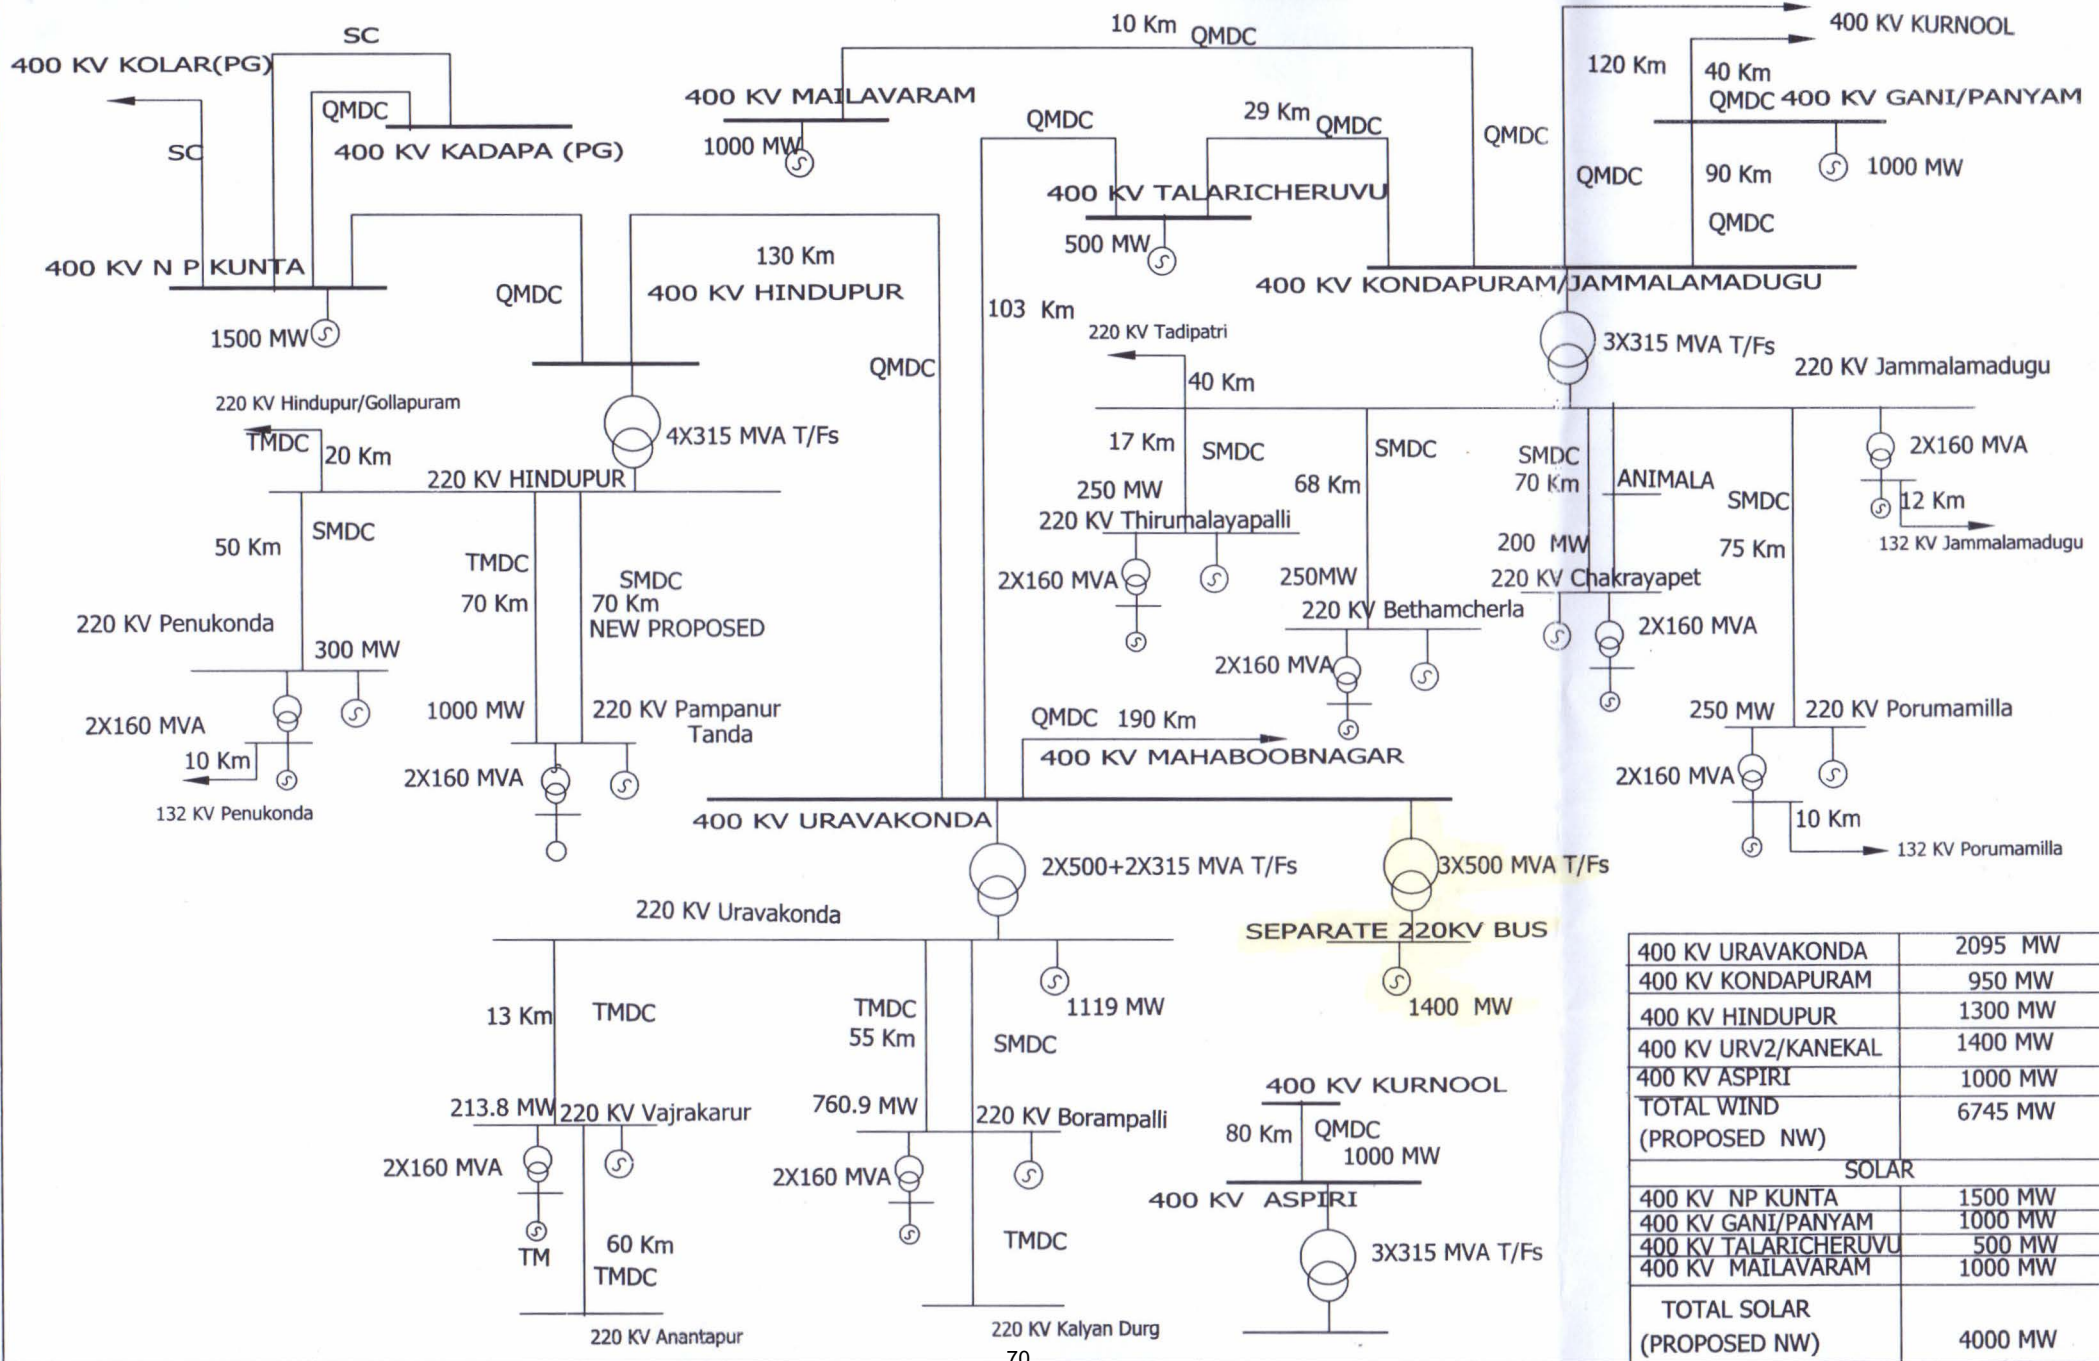 10 Km QMDC
SC
400 KV KOLAR(PG)
400 KV KURNOOL
120 Km
40 Km
QMDC 400 KV GANI/PANYAM
QMDC
400 KV MAILAVARAM
1000 MW
S
QMDC
29 Km QMDC
QMDC
SC
400 KV KADAPA (PG)
QMDC
90 Km
S
1000 MW
QMDC
400 KV TALARICHERUVU
500 MW
S
400 KV N P KUNTA
1500 MW
S
QMDC
130 Km
400 KV HINDUPUR
QMDC
103 Km
400 KV KONDAPURAM/JAMMALAMADUGU
3X315 MVA T/Fs
220 KV Jammalamadugu
220 KV Tadipatri
40 Km
220 KV Hindupur/Gollapuram
TMDC
20 Km
4X315 MVA T/Fs
220 KV HINDUPUR
17 Km
SMDC
250 MW
220 KV Thirumalayapalli
2X160 MVA
S
S
SMDC
68 Km
250MW
220 KV Bethamcherla
2X160 MVA
S
S
SMDC
70 Km
ANIMALA
200 MW
220 KV Chakrayapet
S
2X160 MVA
S
SMDC
75 Km
2X160 MVA
S
12 Km
132 KV Jammalamadugu
250 MW
220 KV Porumamilla
2X160 MVA
S
S
10 Km
132 KV Porumamilla
50 Km
SMDC
220 KV Penukonda
300 MW
2X160 MVA
S
S
10 Km
132 KV Penukonda
TMDC
70 Km
SMDC
70 Km
NEW PROPOSED
1000 MW
220 KV Pampanur
Tanda
2X160 MVA
S
S
QMDC 190 Km
400 KV MAHABOOBNAGAR
400 KV URAVAKONDA
2X500+2X315 MVA T/Fs
3X500 MVA T/Fs
220 KV Uravakonda
SEPARATE 220KV BUS
S
1119 MW
S
1400 MW
13 Km
TMDC
TMDC
55 Km
SMDC
213.8 MW
220 KV Vajrakarur
2X160 MVA
S
S
TM
60 Km
TMDC
220 KV Anantapur
760.9 MW
220 KV Borampalli
2X160 MVA
S
S
TMDC
220 KV Kalyan Durg
400 KV KURNOOL
80 Km
QMDC
1000 MW
400 KV ASPIRI
3X315 MVA T/Fs
400 KV URAVAKONDA 2095 MW
400 KV KONDAPURAM 950 MW
400 KV HINDUPUR 1300 MW
400 KV URV2/KANEKAL 1400 MW
400 KV ASPIRI 1000 MW
TOTAL WIND 6745 MW
(PROPOSED NW)
SOLAR
400 KV NP KUNTA 1500 MW
400 KV GANI/PANYAM 1000 MW
400 KV TALARICHERUVU 500 MW
400 KV MAILAVARAM 1000 MW
TOTAL SOLAR
(PROPOSED NW) 4000 MW
70